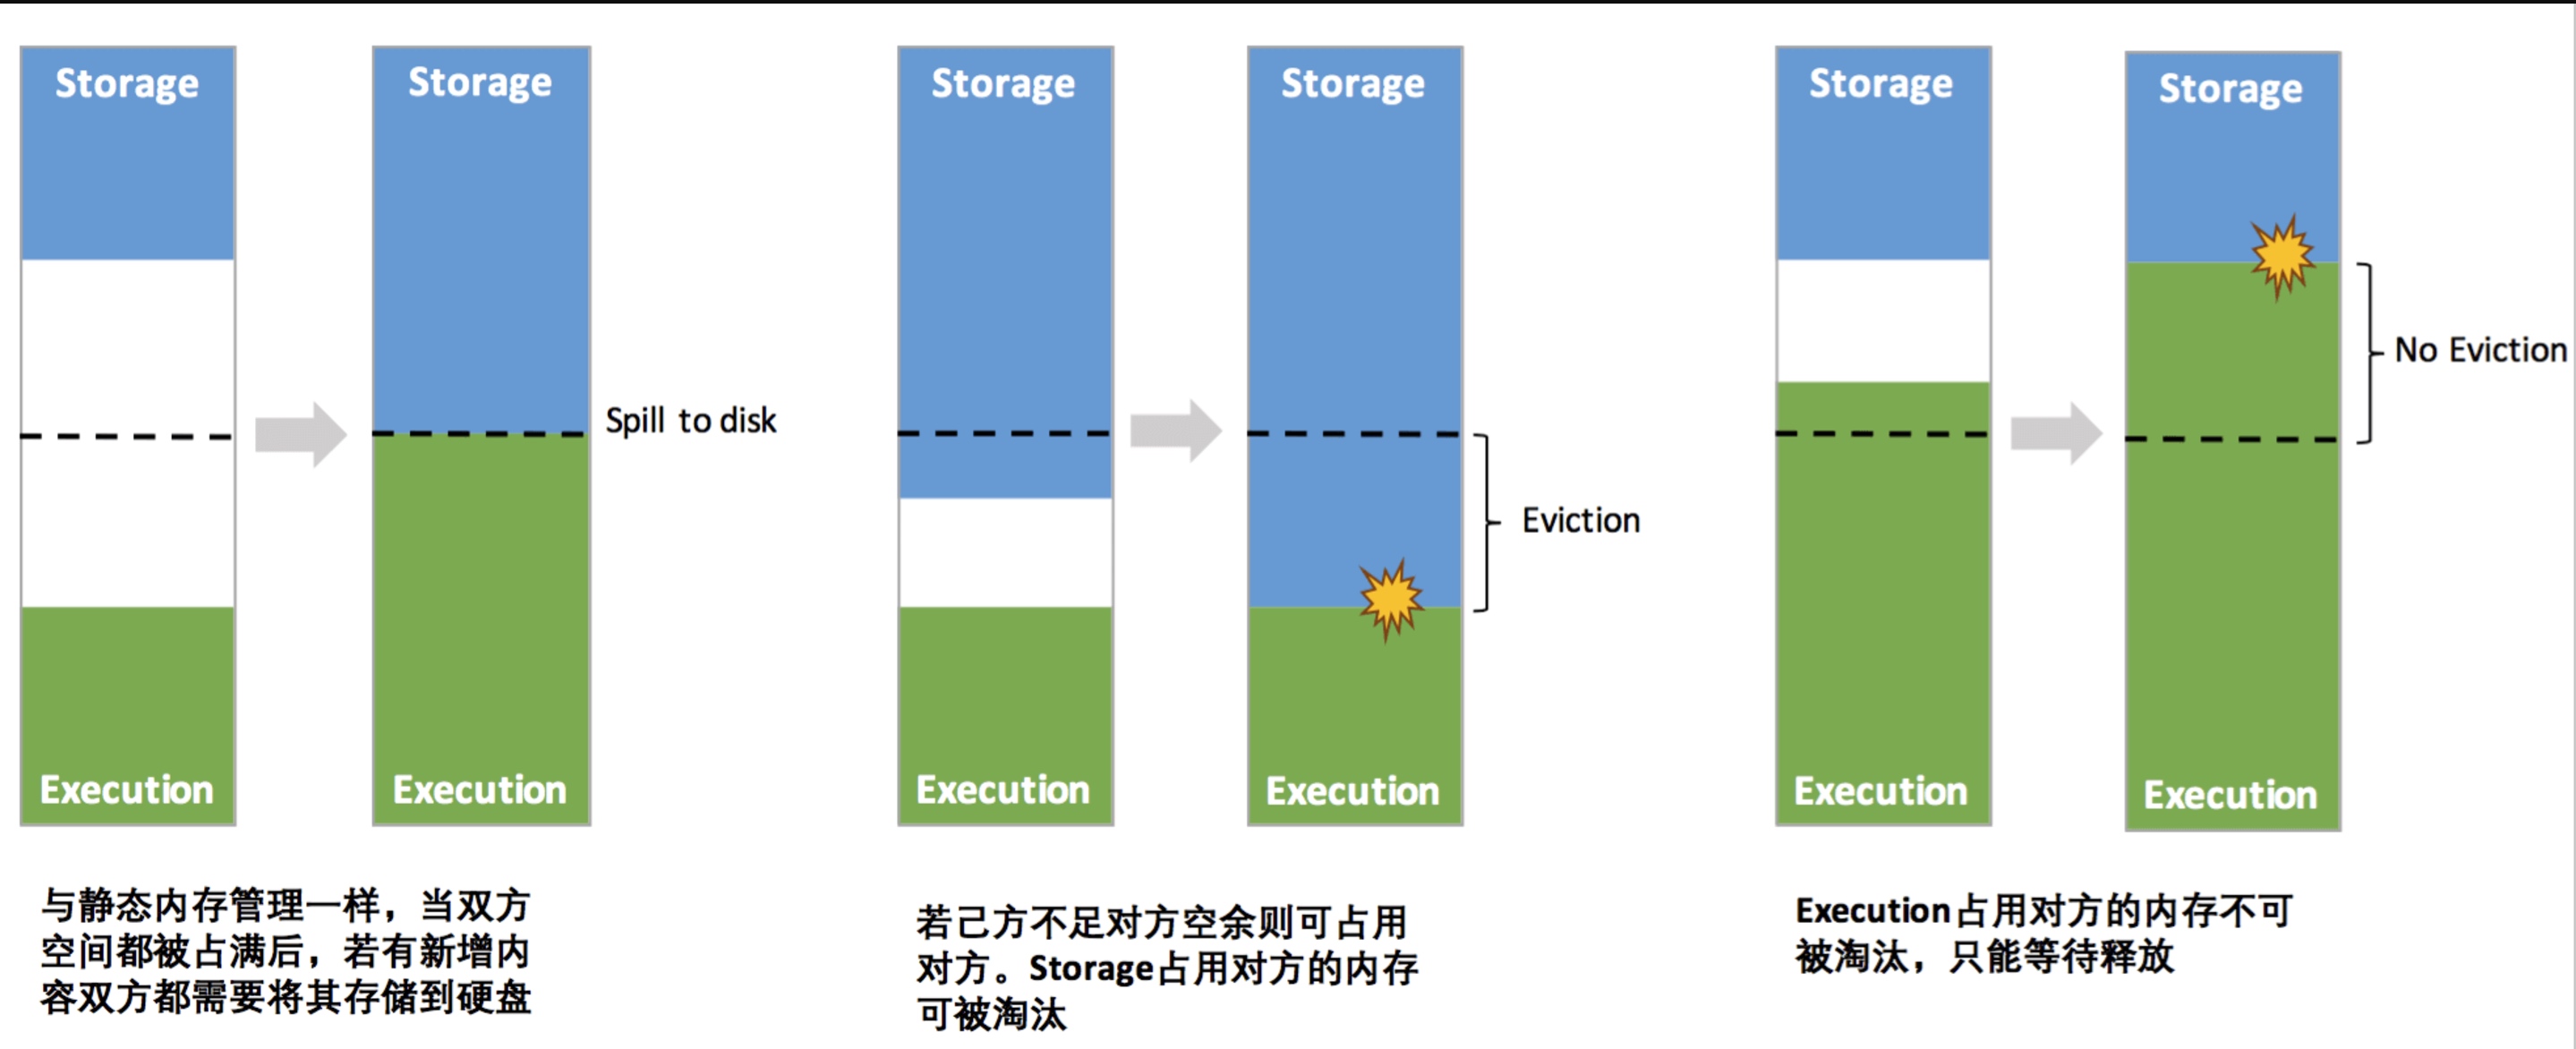 Storage
Storage
Spill to disk
Execution
Execution
与静态内存管理一样，当双方
空间都被占满后，若有新增内
容双方都需要将其存储到硬盘
Storage
Storage
Eviction
Execution
Execution
若己方不足对方空余则可占用
对方。Storage占用对方的内存
可被淘汰
Storage
Storage
No Eviction
Execution
Execution
Execution占用对方的内存不可
被淘汰，只能等待释放